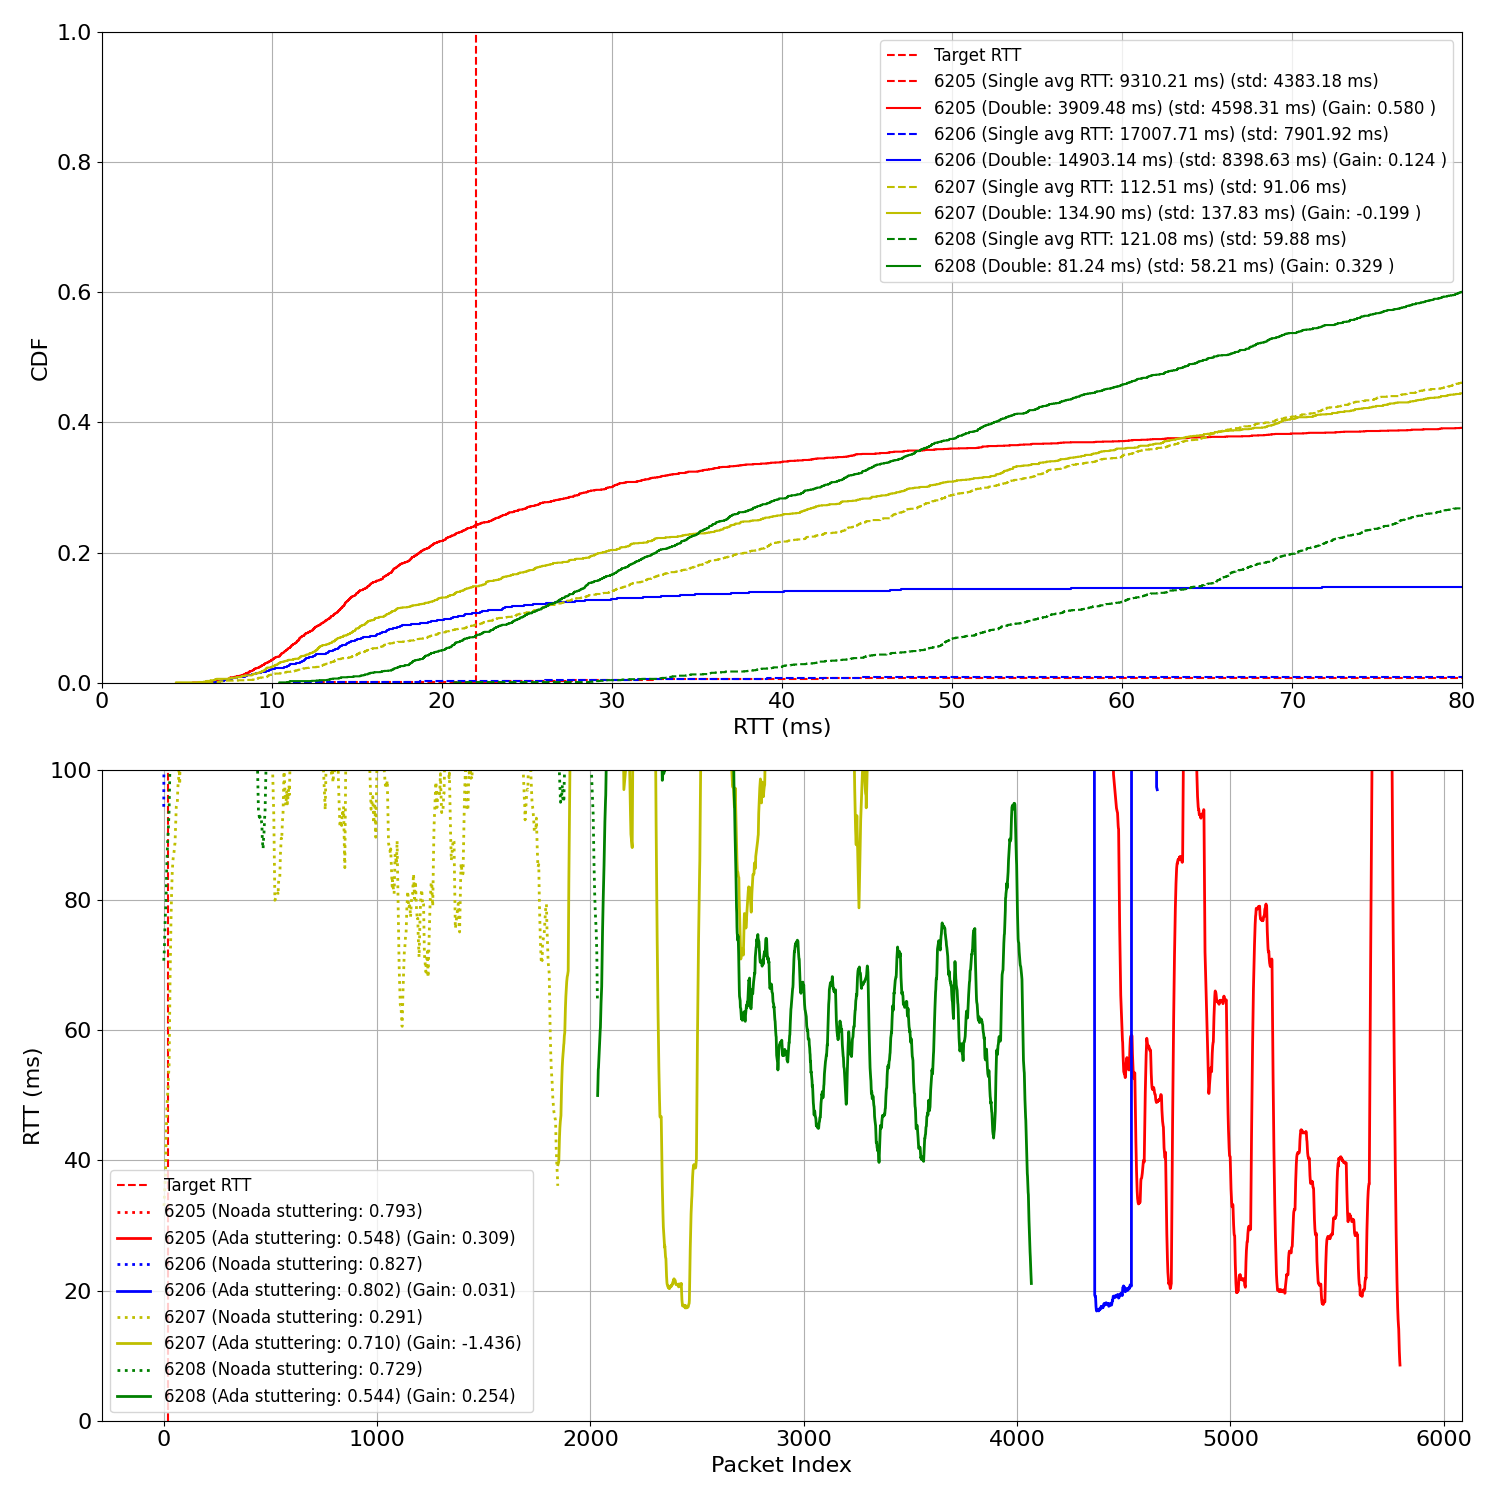 1.0
0.8
0.6
0.4
0.2
0.0
CDF
Target RTT
6205 (Single avg RTT: 9310.21 ms) (std: 4383.18 ms)
6205 (Double: 3909.48 ms) (std: 4598.31 ms) (Gain: 0.580 )
6206 (Single avg RTT: 17007.71 ms) (std: 7901.92 ms)
6206 (Double: 14903.14 ms) (std: 8398.63 ms) (Gain: 0.124 )
6207 (Single avg RTT: 112.51 ms) (std: 91.06 ms)
6207 (Double: 134.90 ms) (std: 137.83 ms) (Gain: -0.199 )
6208 (Single avg RTT: 121.08 ms) (std: 59.88 ms)
6208 (Double: 81.24 ms) (std: 58.21 ms) (Gain: 0.329 )
0 10 20 30 40 50 60 70 80
RTT (ms)
100
80
60
40
20
0
RTT (ms)
Target RTT
6205 (Noada stuttering: 0.793)
6205 (Ada stuttering: 0.548) (Gain: 0.309)
6206 (Noada stuttering: 0.827)
6206 (Ada stuttering: 0.802) (Gain: 0.031)
6207 (Noada stuttering: 0.291)
6207 (Ada stuttering: 0.710) (Gain: -1.436)
6208 (Noada stuttering: 0.729)
6208 (Ada stuttering: 0.544) (Gain: 0.254)
0 1000 2000 3000 4000 5000 6000
Packet Index